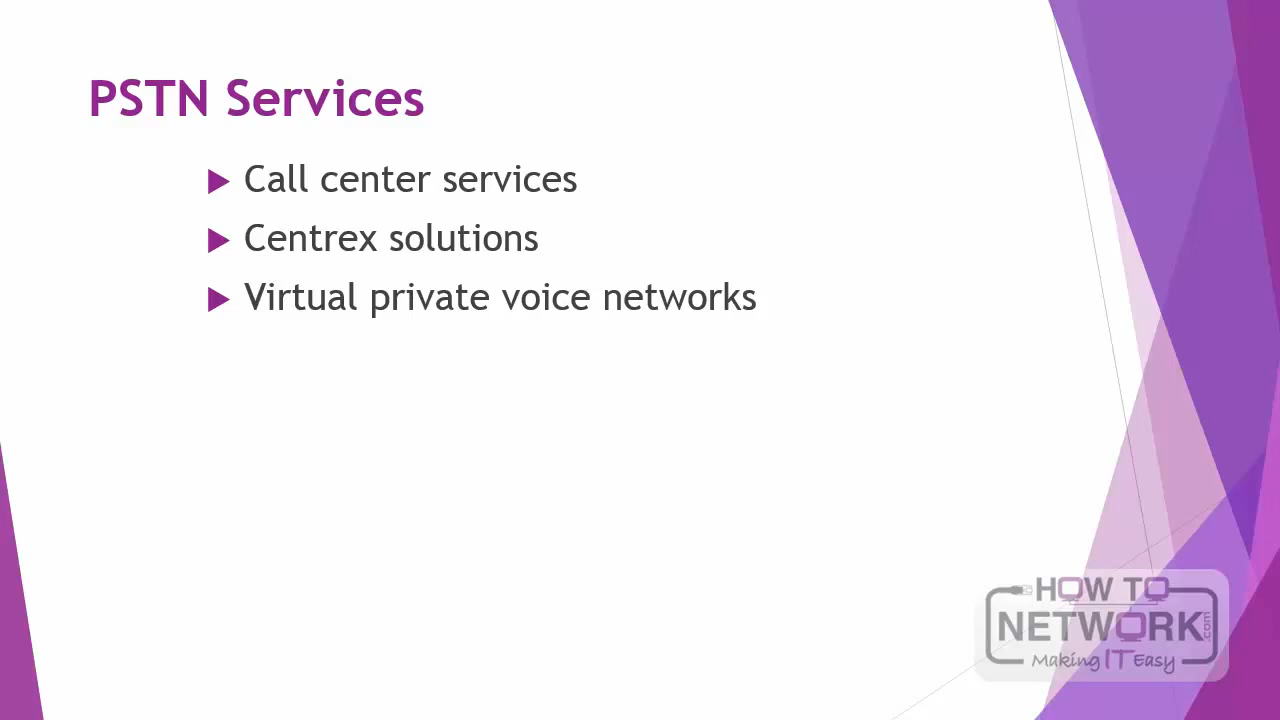 PSTN Services
Call center services
Centrex solutions
Virtual private voice networks
HOW TO
NETWORK.com
Making IT Easy